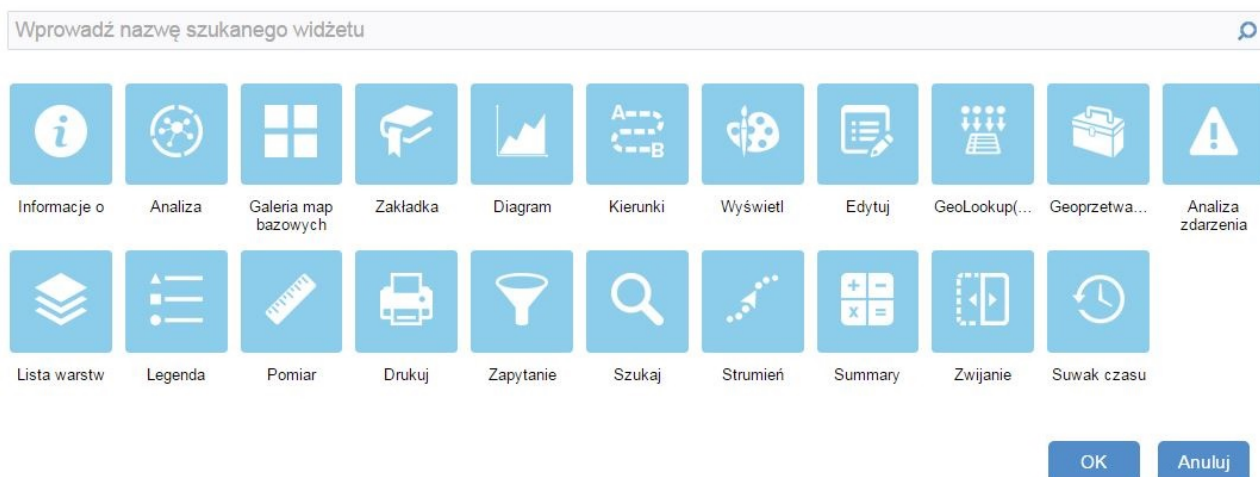 Wprowadź nazwę szukanego widżetu
Informacje o
Analiza
Galeria map
bazowych
Zakładka
Diagram
A
B
Kierunki
Wyświetl
Edytuj
GeoLookup(...
Geoprzetwa...
Analiza
zdarzenia
Lista warstw
Legenda
Pomiar
Drukuj
Zapytanie
Szukaj
Strumień
Summary
Zwijanie
Suwak czasu
OK
Anuluj